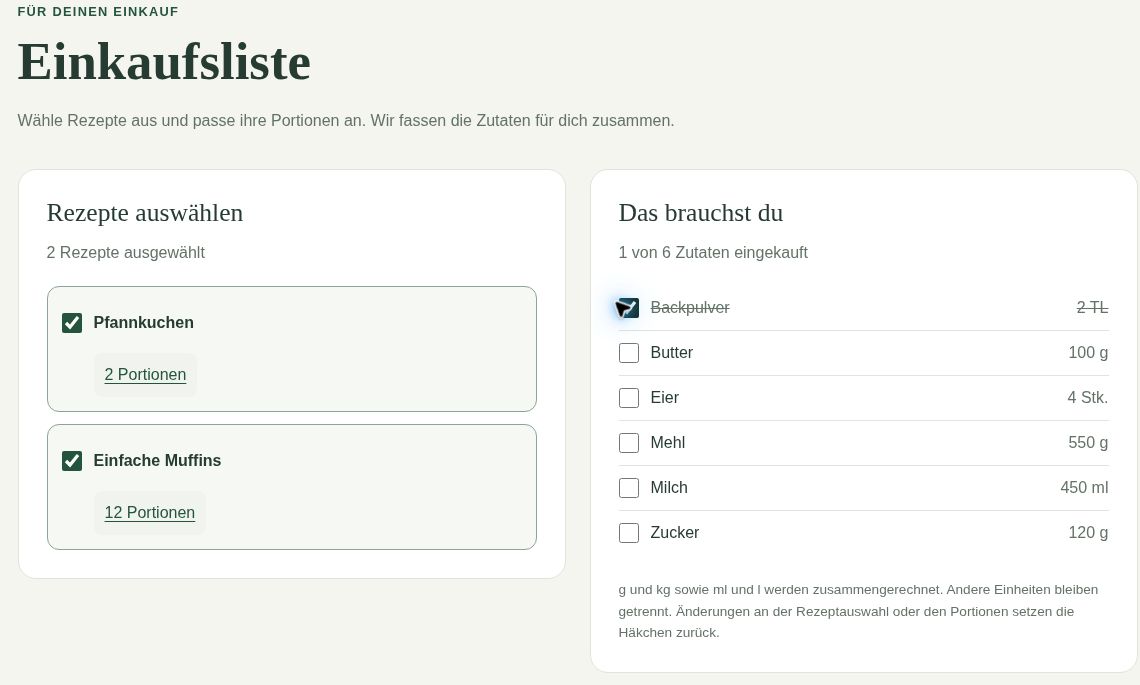 FÜR DEINEN EINKAUF
Einkaufsliste
Wähle Rezepte aus und passe ihre Portionen an. Wir fassen die Zutaten für dich zusammen.
Rezepte auswählen
2 Rezepte ausgewählt
Pfannkuchen
2 Portionen
Einfache Muffins
12 Portionen
Das brauchst du
1 von 6 Zutaten eingekauft
Backpulver 2 TL
Butter 100 g
Eier 4 Stk.
Mehl 550 g
Milch 450 ml
Zucker 120 g
g und kg sowie ml und l werden zusammengerechnet. Andere Einheiten bleiben
getrennt. Änderungen an der Rezeptauswahl oder den Portionen setzen die
Häkchen zurück.